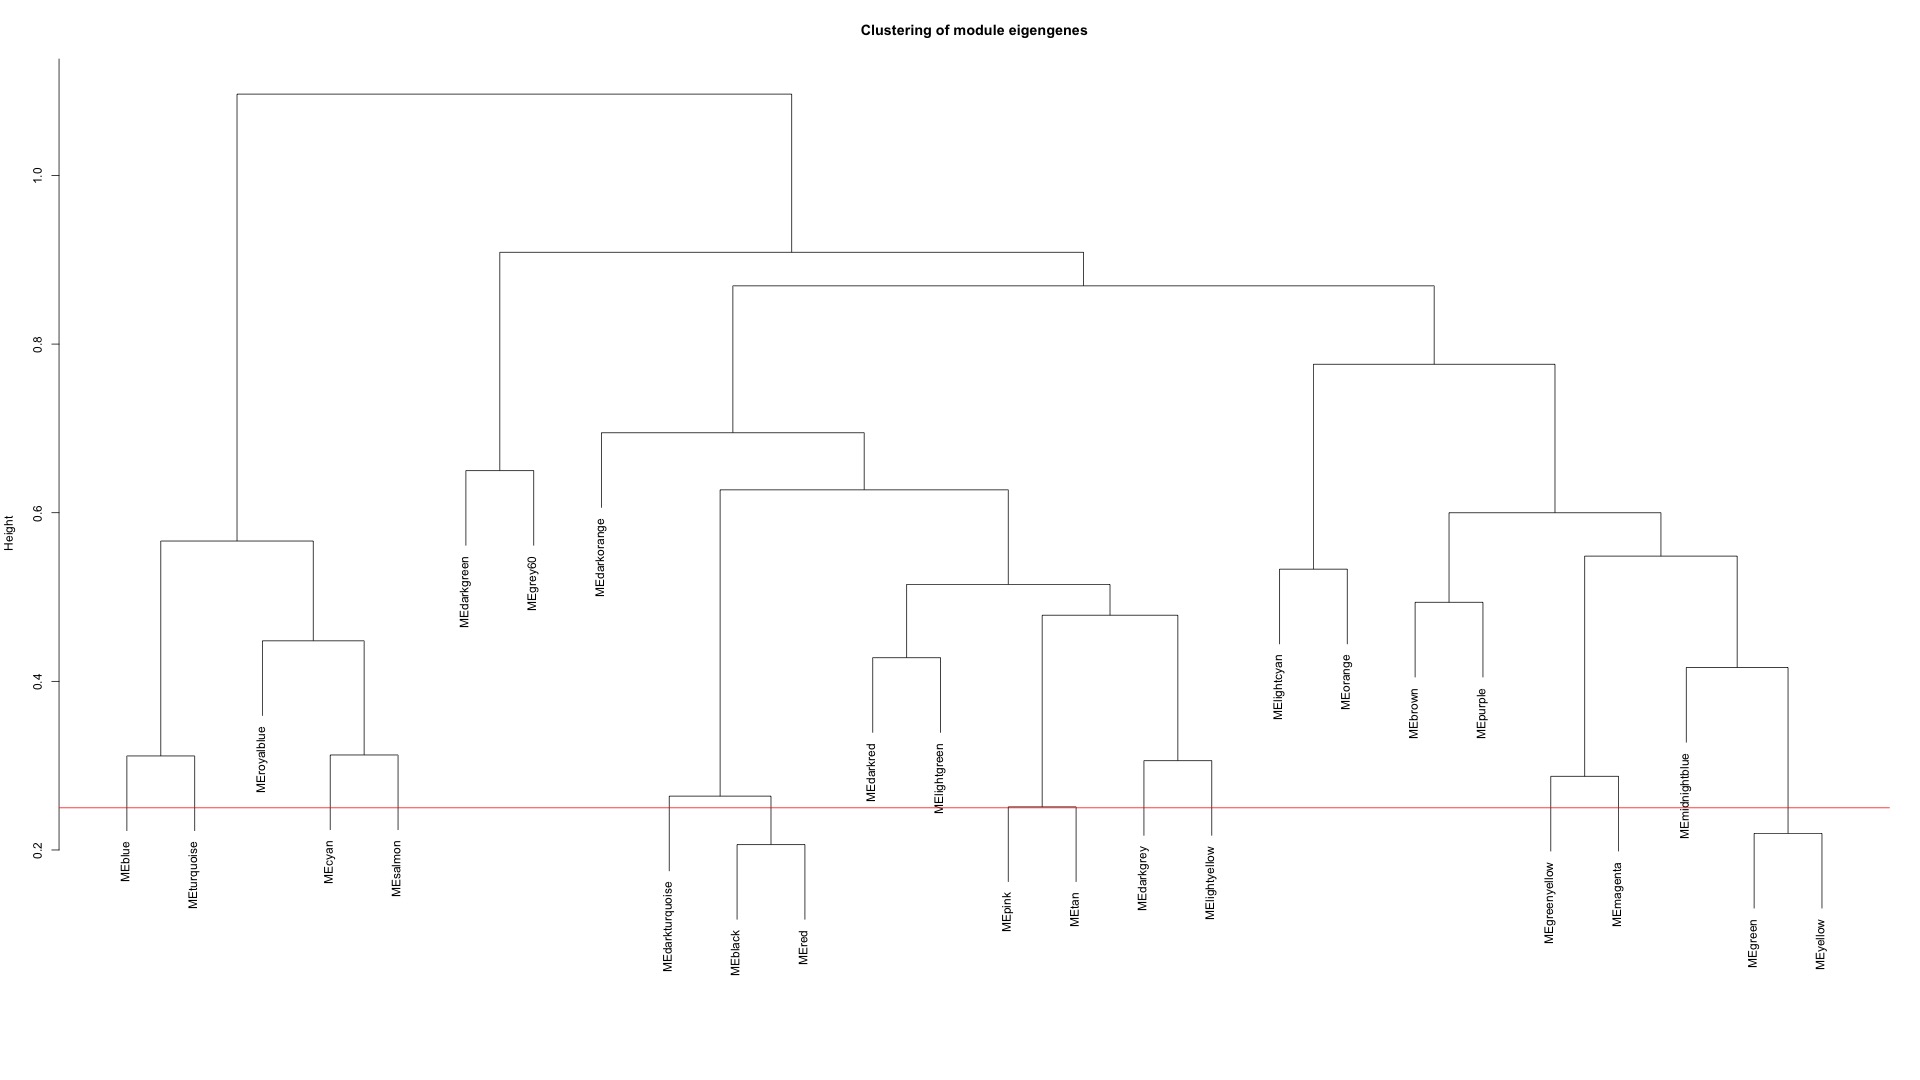 Clustering of module eigengenes
Height
1.0
0.8
0.6
0.4
0.2
MEblue
MEturquoise
MEroyalblue
MEcyan
MEsalmon
MEdarkgreen
MEgrey60
MEdarkorange
MEdarkturquoise
MEblack
MEred
MEdarkred
MElightgreen
MEpink
MEtan
MEdarkgrey
MElightyellow
MElightcyan
MEorange
MEbrown
MEpurple
MEgreenyellow
MEmagenta
MEmidnightblue
MEgreen
MEyellow